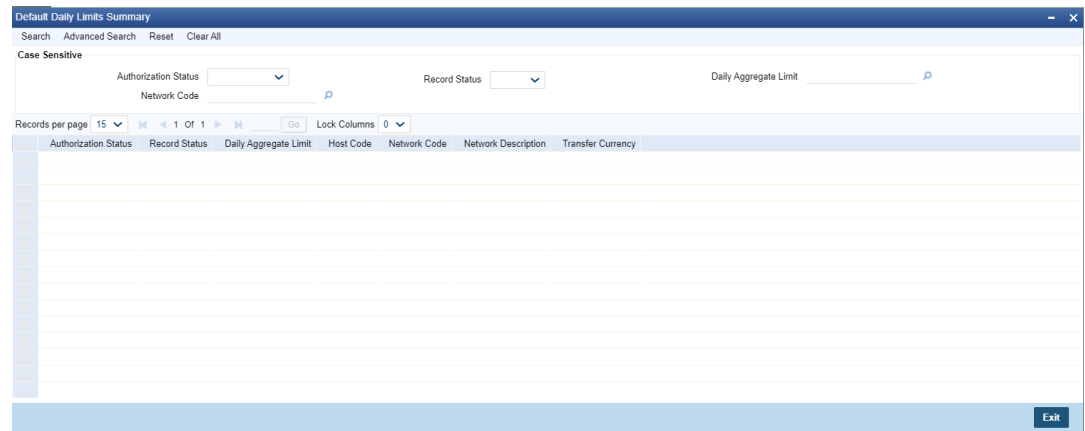 Default Daily Limits Summary
Search Advanced Search Reset Clear All
Case Sensitive
Authorization Status Record Status Daily Aggregate Limit
Network Code
Records per page 15 1 Of 1 Go Lock Columns 0
Authorization Status Record Status Daily Aggregate Limit Host Code Network Code Network Description Transfer Currency
Exit